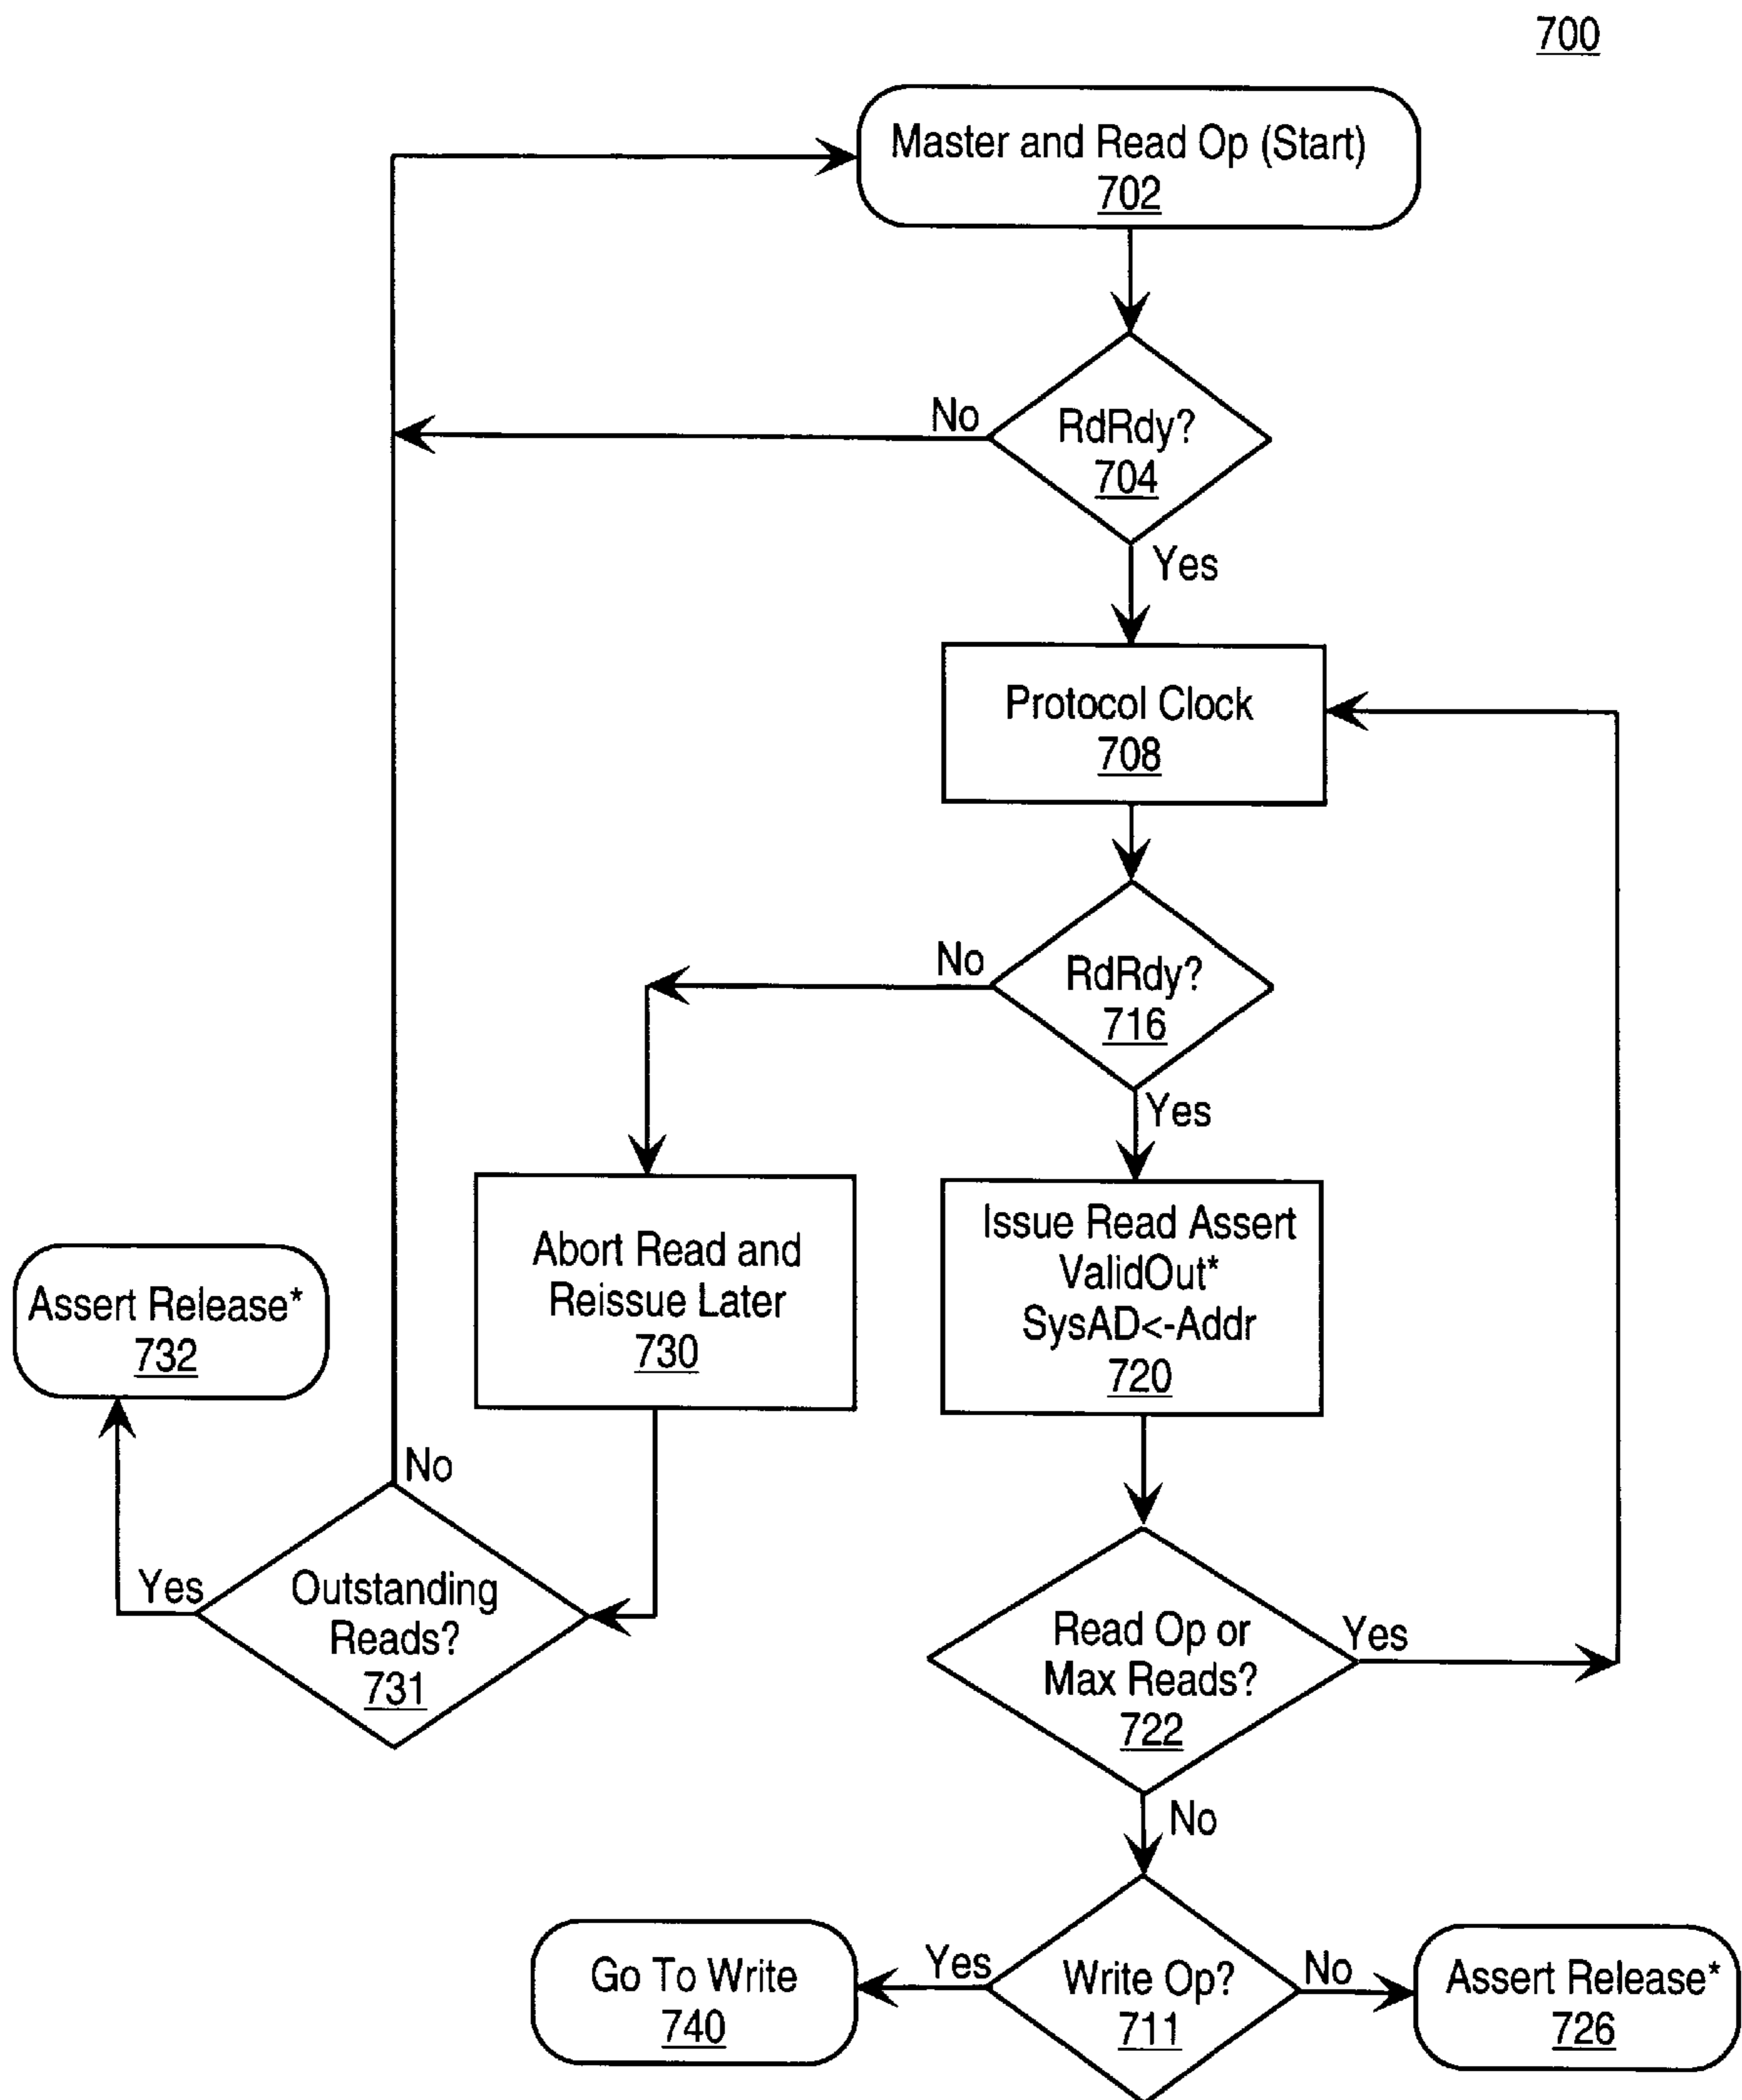 700
Master and Read Op (Start)
702
No
RdRdy?
704
Yes
Protocol Clock
708
No
RdRdy?
716
Yes
Abort Read and
Reissue Later
730
Issue Read Assert
ValidOut*
SysAD<-Addr
720
Assert Release*
732
No
Yes
Outstanding
Reads?
731
Read Op or
Max Reads?
722
Yes
No
Go To Write
740
Yes
Write Op?
711
No
Assert Release*
726